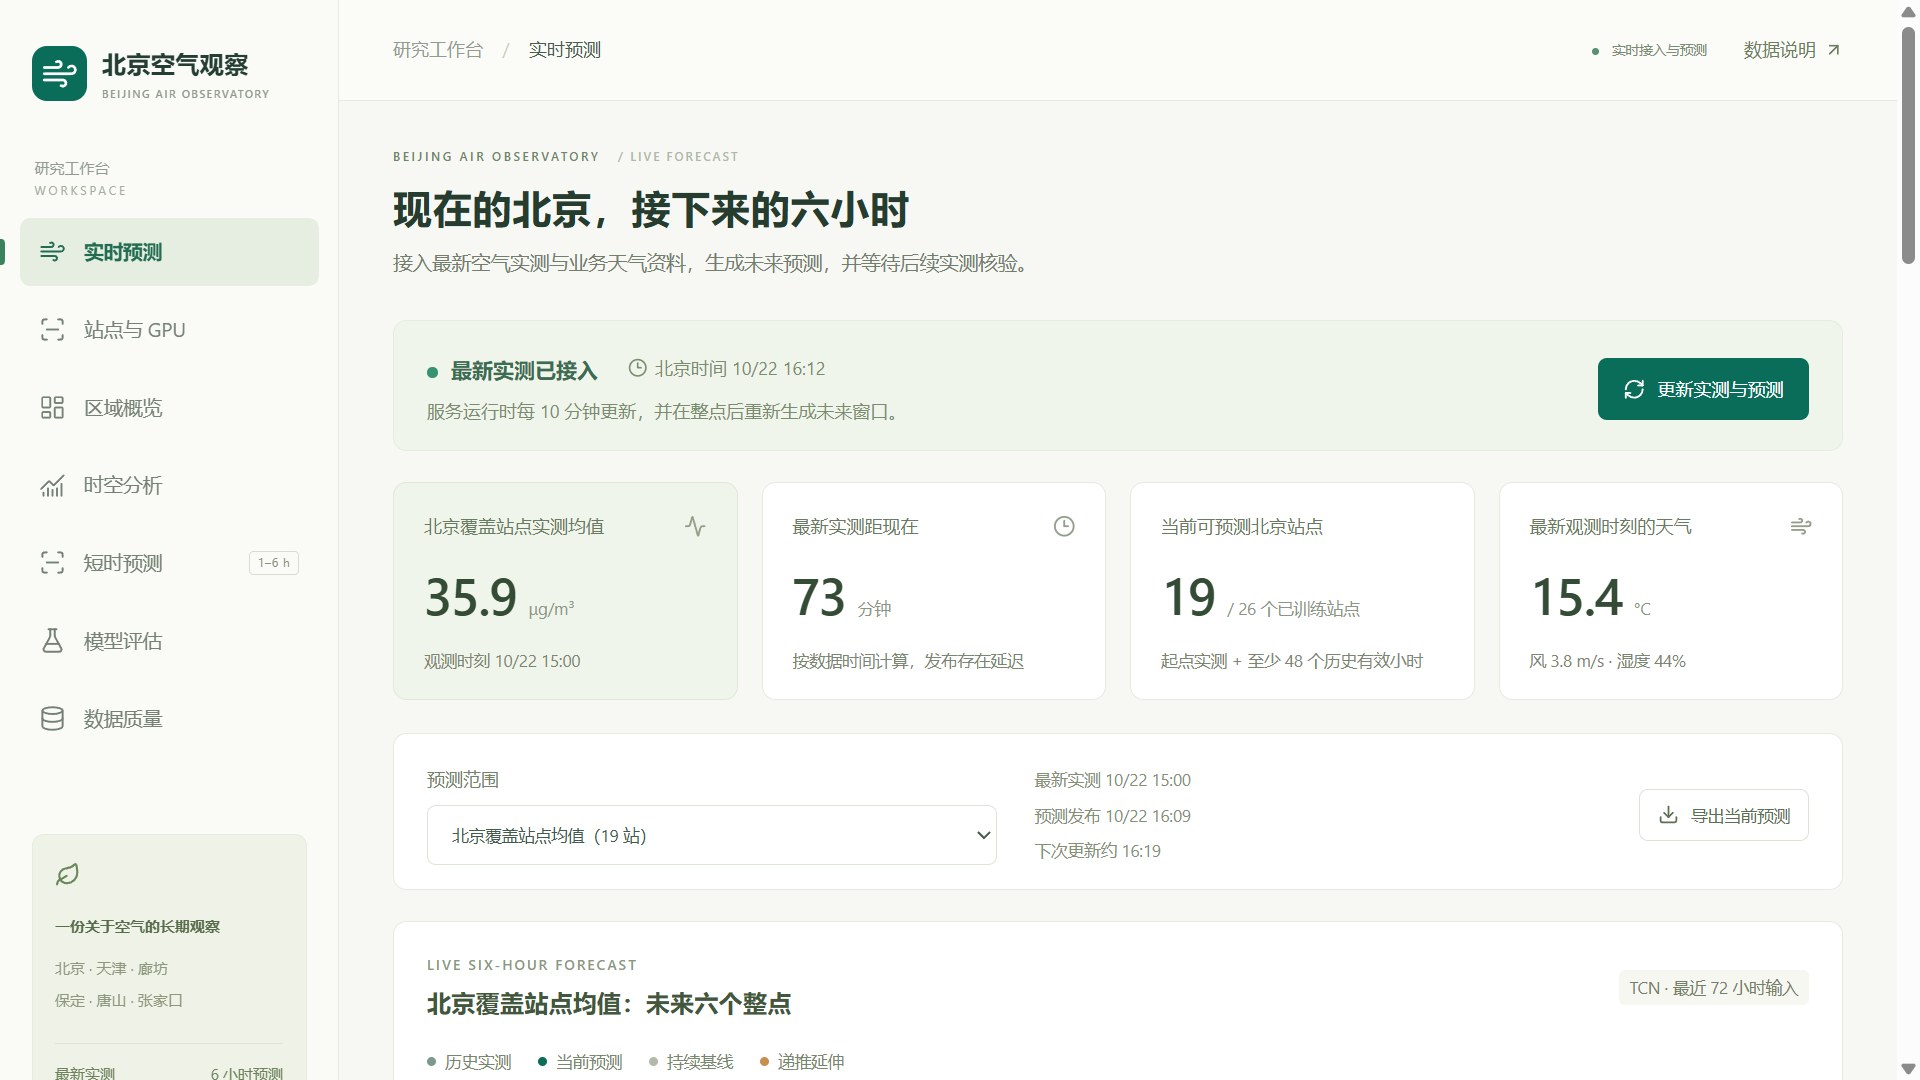 北京空气观察
BEIJING AIR OBSERVATORY
研究工作台
WORKSPACE
实时预测
站点与 GPU
区域概览
时空分析
短时预测 1–6 h
模型评估
数据质量
一份关于空气的长期观察
北京 · 天津 · 廊坊
保定 · 唐山 · 张家口
最新实测 6 小时预测
研究工作台 / 实时预测
实时接入与预测 数据说明
BEIJING AIR OBSERVATORY / LIVE FORECAST
现在的北京，接下来的六小时
接入最新空气实测与业务天气资料，生成未来预测，并等待后续实测核验。
最新实测已接入 北京时间 10/22 16:12
服务运行时每 10 分钟更新，并在整点后重新生成未来窗口。
更新实测与预测
北京覆盖站点实测均值
35.9 μg/m³
观测时刻 10/22 15:00
最新实测距现在
73 分钟
按数据时间计算，发布存在延迟
当前可预测北京站点
19 / 26 个已训练站点
起点实测 + 至少 48 个历史有效小时
最新观测时刻的天气
15.4 °C
风 3.8 m/s · 湿度 44%
预测范围
北京覆盖站点均值（19 站）
最新实测 10/22 15:00
预测发布 10/22 16:09
下次更新约 16:19
导出当前预测
LIVE SIX-HOUR FORECAST
北京覆盖站点均值：未来六个整点
TCN · 最近 72 小时输入
历史实测 当前预测 持续基线 递推延伸